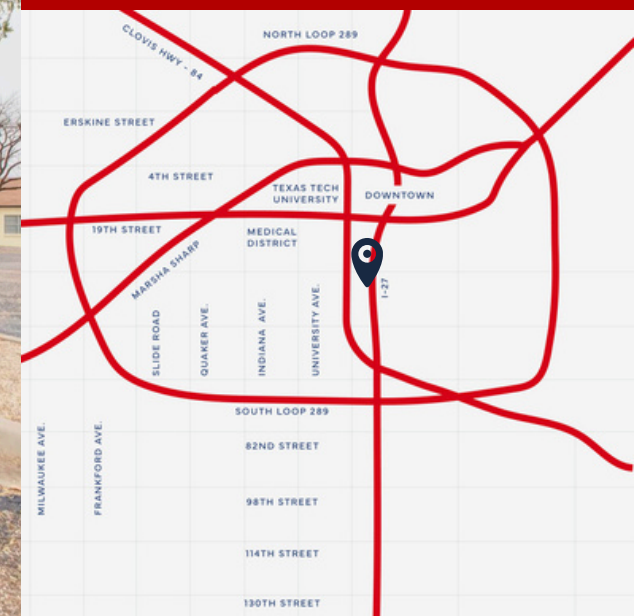 NORTH LOOP 289
CLOVIS HWY - 84
ERSKINE STREET
4TH STREET
TEXAS TECH
UNIVERSITY
DOWNTOWN
19TH STREET
MEDICAL
DISTRICT
MARSHA SHARP
I-27
SLIDE ROAD
QUAKER AVE.
INDIANA AVE.
UNIVERSITY AVE.
SOUTH LOOP 289
MILWAUKEE AVE.
FRANKFORD AVE.
82ND STREET
98TH STREET
114TH STREET
130TH STREET